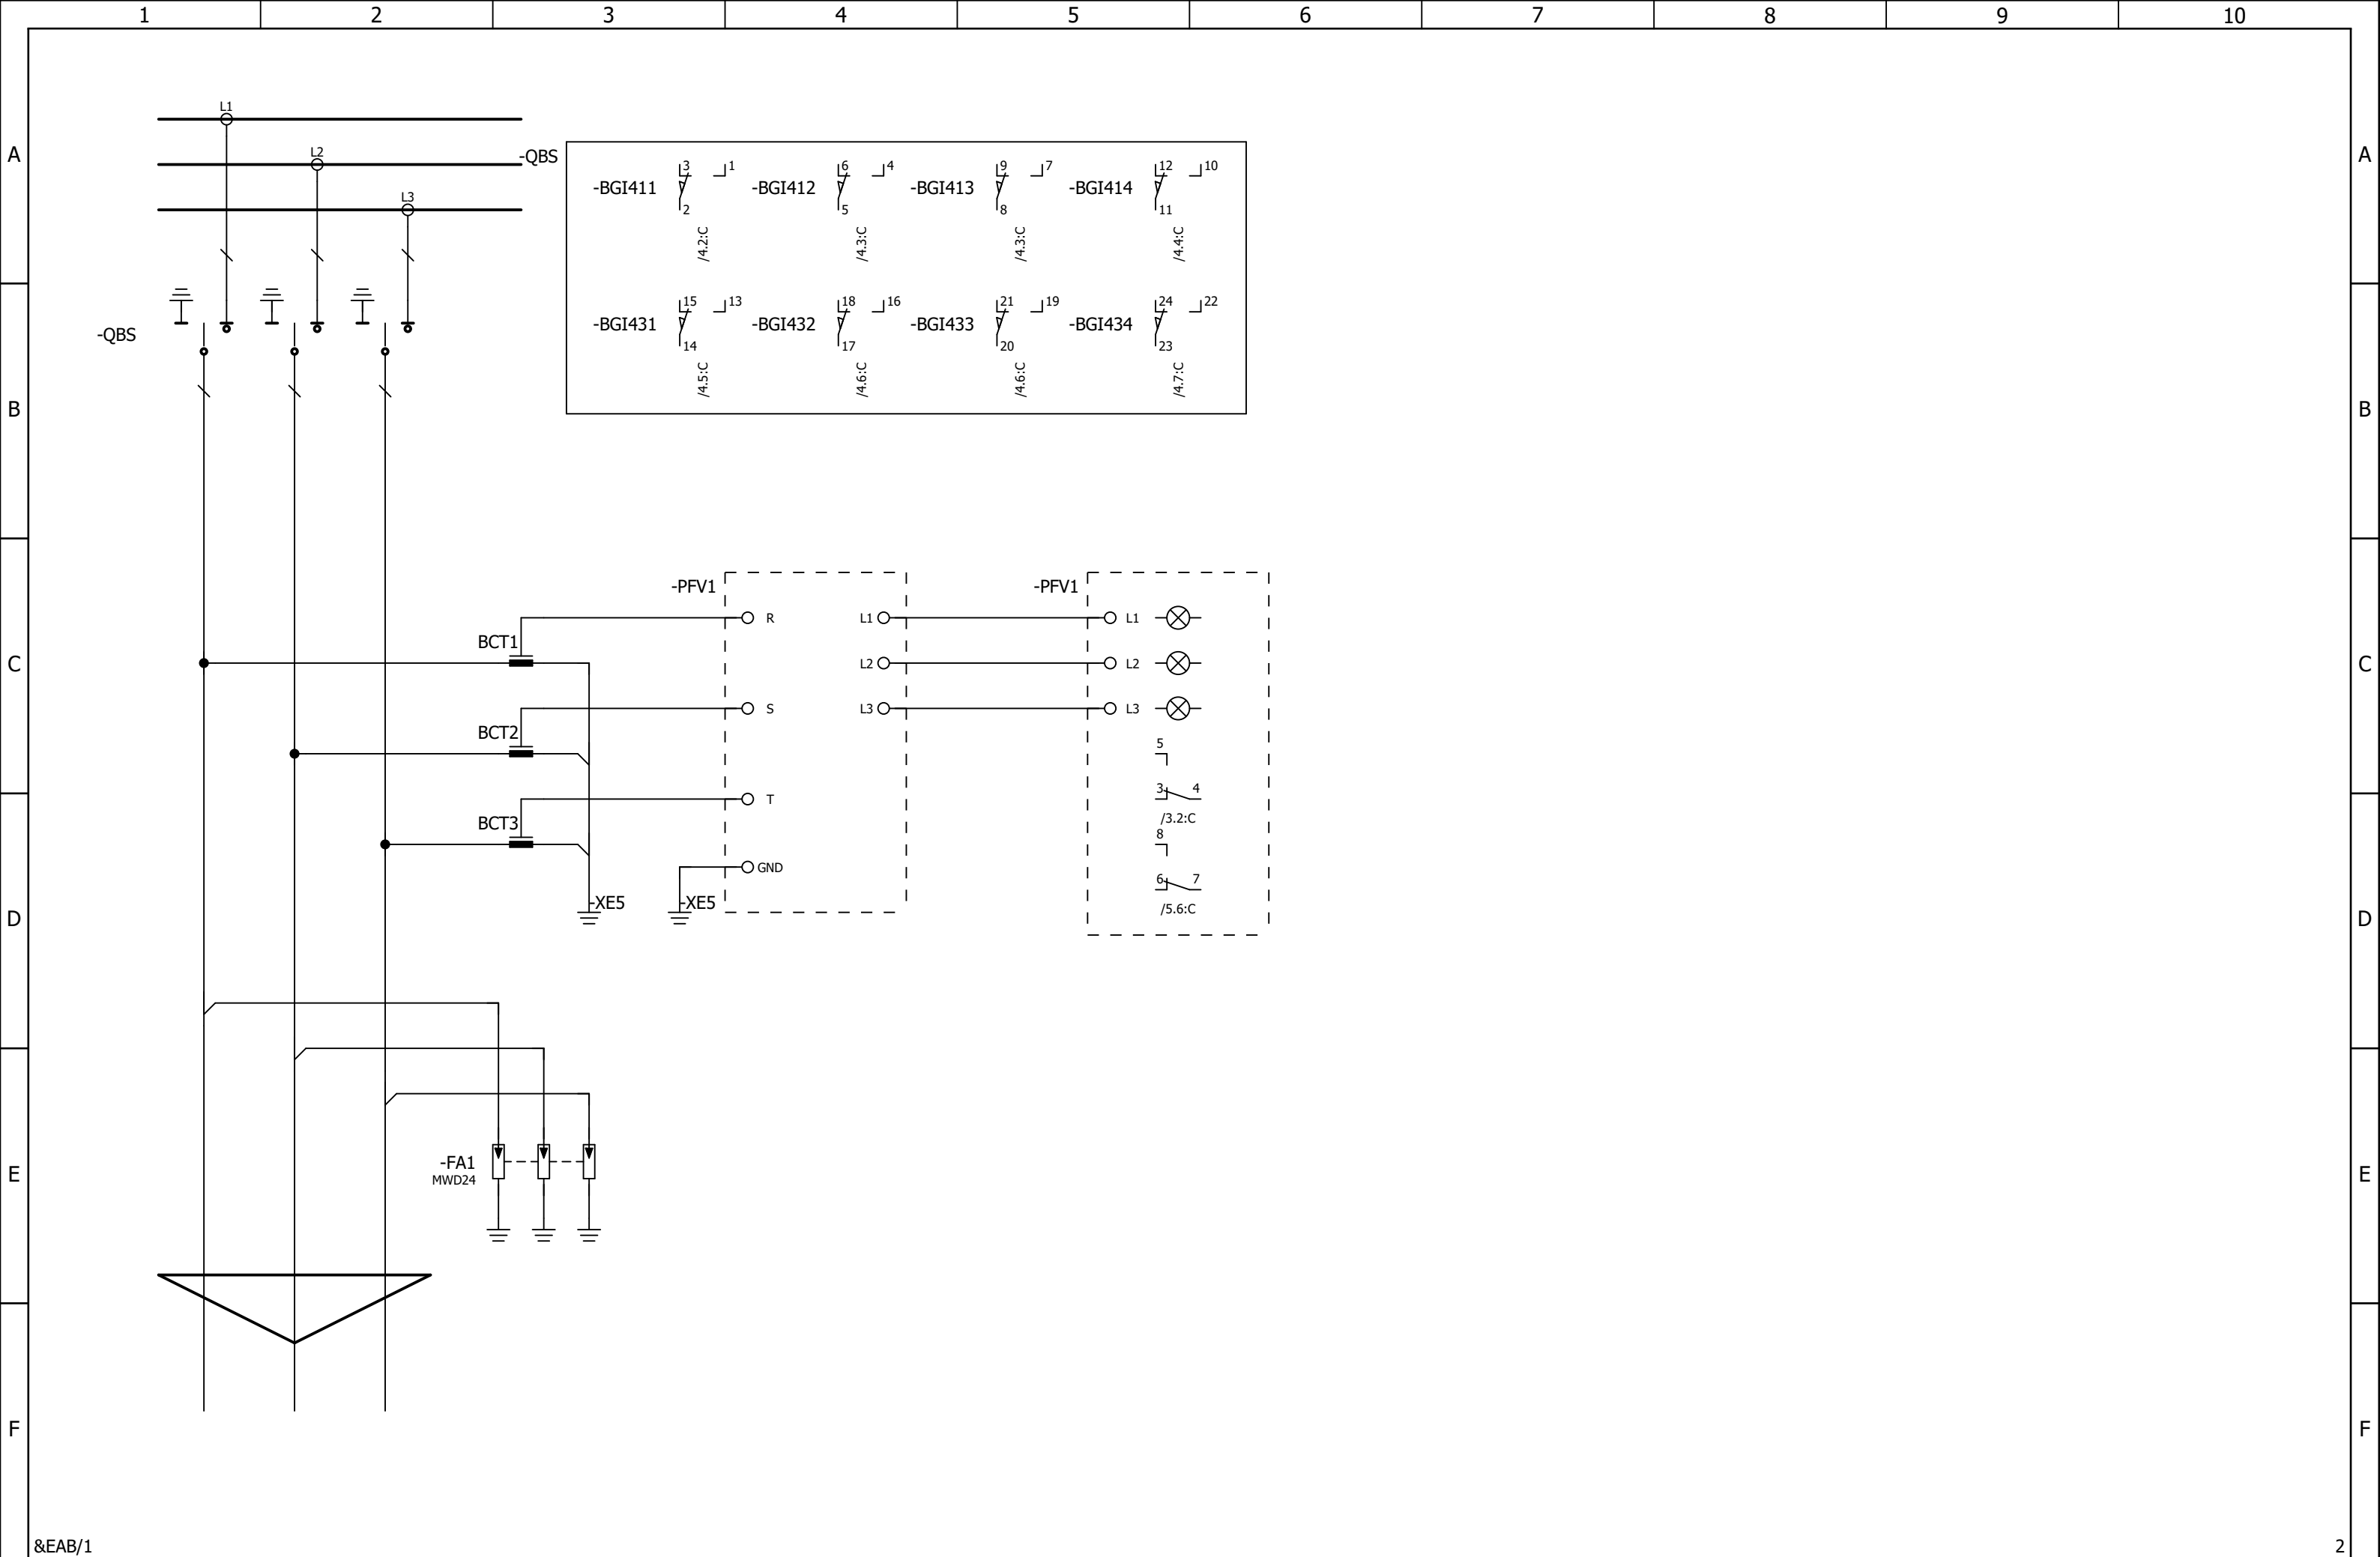 1 2 3 4 5 6 7 8 9 10
A A
L1
L2
L3
-QBS
-BGI411 3 1 2 /4.2:C
-BGI412 6 4 5 /4.3:C
-BGI413 9 7 8 /4.3:C
-BGI414 12 10 11 /4.4:C
-QBS
-BGI431 15 13 14 /4.5:C
-BGI432 18 16 17 /4.6:C
-BGI433 21 19 20 /4.6:C
-BGI434 24 22 23 /4.7:C
B B
-PFV1 -PFV1
R L1 L1
BCT1
C L2 L2 C
S L3 L3
BCT2
5
3 4
T
/3.2:C
BCT3
8
GND
6 7
-XE5 -XE5
/5.6:C
D D
-FA1
MWD24
E E
F F
&EAB/1 2